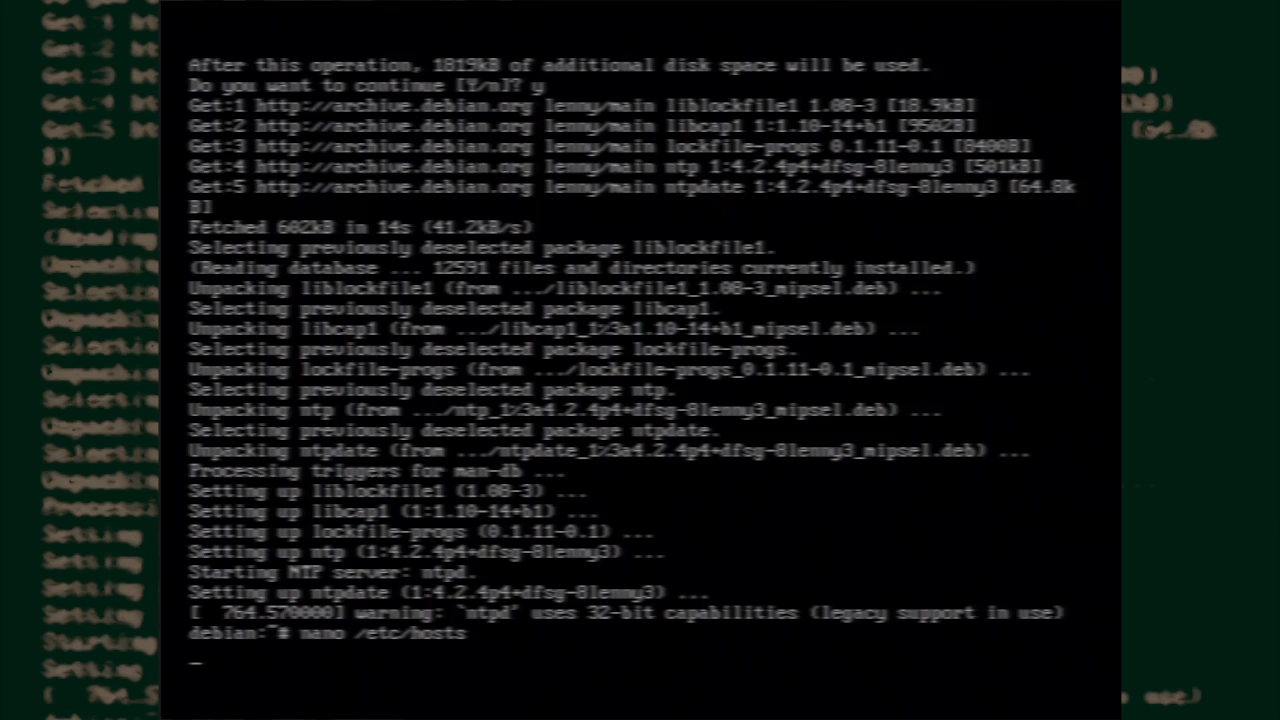 After this operation, 1819kB of additional disk space will be used.
Do you want to continue [Y/n]? y
Get:1 http://archive.debian.org lenny/main liblockfile1 1.08-3 [18.9kB]
Get:2 http://archive.debian.org lenny/main libcap1 1:1.10-14+b1 [9502B]
Get:3 http://archive.debian.org lenny/main lockfile-progs 0.1.11-0.1 [8400B]
Get:4 http://archive.debian.org lenny/main ntp 1:4.2.4p4+dfsg-8lenny3 [501kB]
Get:5 http://archive.debian.org lenny/main ntpdate 1:4.2.4p4+dfsg-8lenny3 [64.8k
B]
Fetched 602kB in 14s (41.2kB/s)
Selecting previously deselected package liblockfile1.
(Reading database ... 12591 files and directories currently installed.)
Unpacking liblockfile1 (from .../liblockfile1_1.08-3_mipsel.deb) ...
Selecting previously deselected package libcap1.
Unpacking libcap1 (from .../libcap1_1%3a1.10-14+b1_mipsel.deb) ...
Selecting previously deselected package lockfile-progs.
Unpacking lockfile-progs (from .../lockfile-progs_0.1.11-0.1_mipsel.deb) ...
Selecting previously deselected package ntp.
Unpacking ntp (from .../ntp_1%3a4.2.4p4+dfsg-8lenny3_mipsel.deb) ...
Selecting previously deselected package ntpdate.
Unpacking ntpdate (from .../ntpdate_1%3a4.2.4p4+dfsg-8lenny3_mipsel.deb) ...
Processing triggers for man-db ...
Setting up liblockfile1 (1.08-3) ...
Setting up libcap1 (1:1.10-14+b1) ...
Setting up lockfile-progs (0.1.11-0.1) ...
Setting up ntp (1:4.2.4p4+dfsg-8lenny3) ...
Starting NTP server: ntpd.
Setting up ntpdate (1:4.2.4p4+dfsg-8lenny3) ...
[  764.570000] warning: `ntpd' uses 32-bit capabilities (legacy support in use)
debian:~# nano /etc/hosts
_